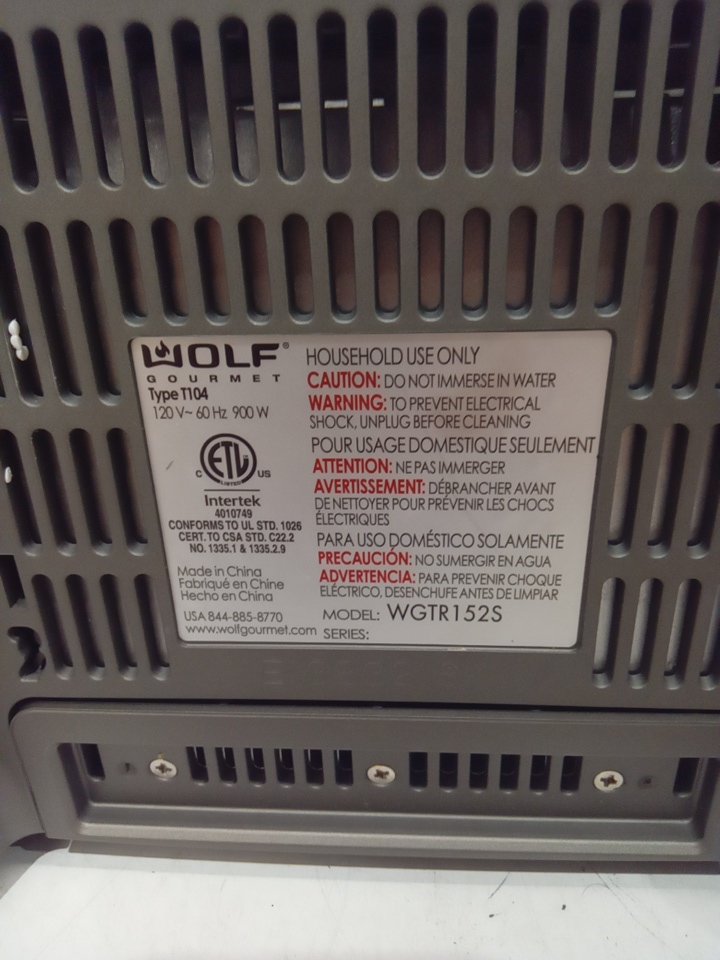 WOLF®
GOURMET
Type T104
120 V~ 60 Hz 900 W
C ETL US
LISTED
Intertek
4010749
CONFORMS TO UL STD. 1026
CERT. TO CSA STD. C22.2
NO. 1335.1 & 1335.2.9
Made in China
Fabriqué en Chine
Hecho en China
USA 844-885-8770
www.wolfgourmet.com
HOUSEHOLD USE ONLY
CAUTION: DO NOT IMMERSE IN WATER
WARNING: TO PREVENT ELECTRICAL
SHOCK, UNPLUG BEFORE CLEANING
POUR USAGE DOMESTIQUE SEULEMENT
ATTENTION: NE PAS IMMERGER
AVERTISSEMENT: DÉBRANCHER AVANT
DE NETTOYER POUR PRÉVENIR LES CHOCS
ÉLECTRIQUES
PARA USO DOMÉSTICO SOLAMENTE
PRECAUCIÓN: NO SUMERGIR EN AGUA
ADVERTENCIA: PARA PREVENIR CHOQUE
ELÉCTRICO, DESENCHUFE ANTES DE LIMPIAR
MODEL: WGTR152S
SERIES: